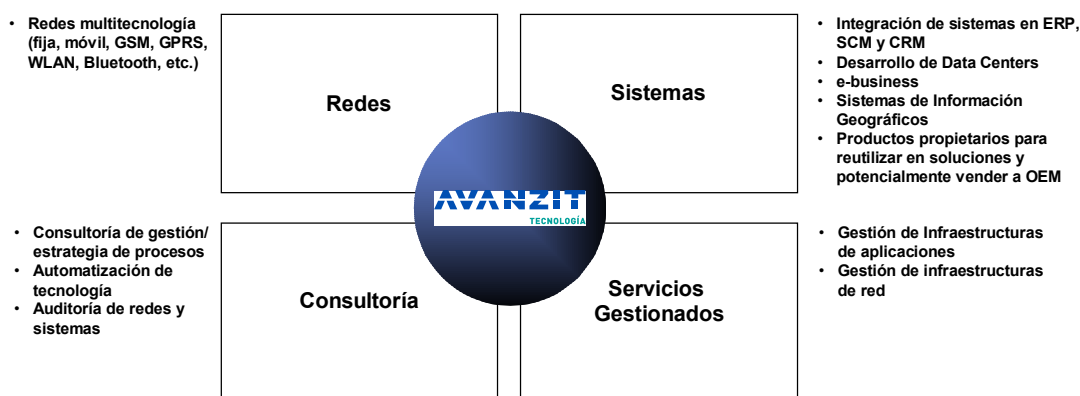 • Redes multitecnología
(fija, móvil, GSM, GPRS,
WLAN, Bluetooth, etc.)
Redes
Sistemas
• Integración de sistemas en ERP,
SCM y CRM
• Desarrollo de Data Centers
• e-business
• Sistemas de Información
Geográficos
• Productos propietarios para
reutilizar en soluciones y
potencialmente vender a OEM
AVANZIT
TECNOLOGÍA
• Consultoría de gestión/
estrategia de procesos
• Automatización de
tecnología
• Auditoría de redes y
sistemas
Consultoría
Servicios
Gestionados
• Gestión de Infraestructuras
de aplicaciones
• Gestión de infraestructuras
de red